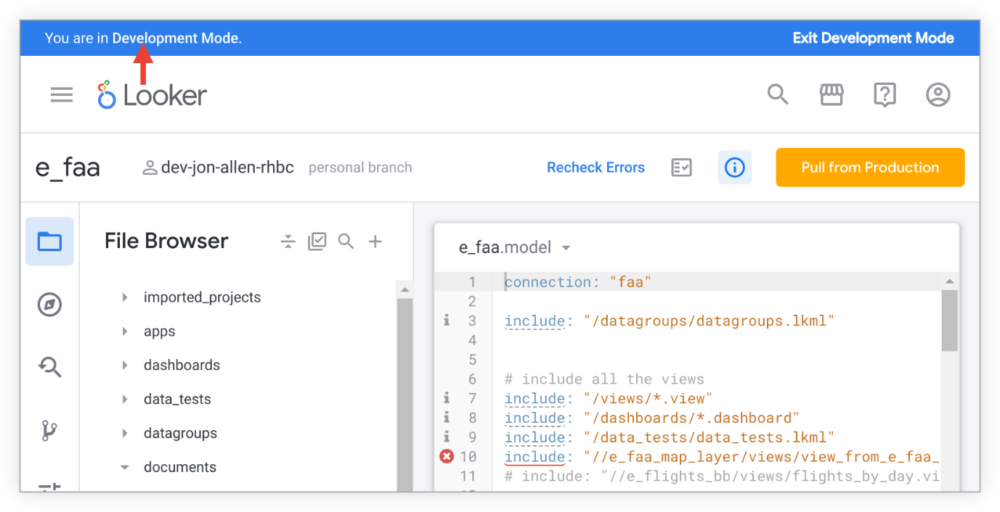 You are in Development Mode.
Exit Development Mode
Looker
e_faa
dev-jon-allen-rhbc personal branch
Recheck Errors
Pull from Production
File Browser
imported_projects
apps
dashboards
data_tests
datagroups
documents
e_faa.model
1 connection: "faa"
2
3 include: "/datagroups/datagroups.lkml"
4
5
6 # include all the views
7 include: "/views/*.view"
8 include: "/dashboards/*.dashboard"
9 include: "/data_tests/data_tests.lkml"
10 include: "//e_faa_map_layer/views/view_from_e_faa_
11 # include: "//e_flights_bb/views/flights_by_day.vi